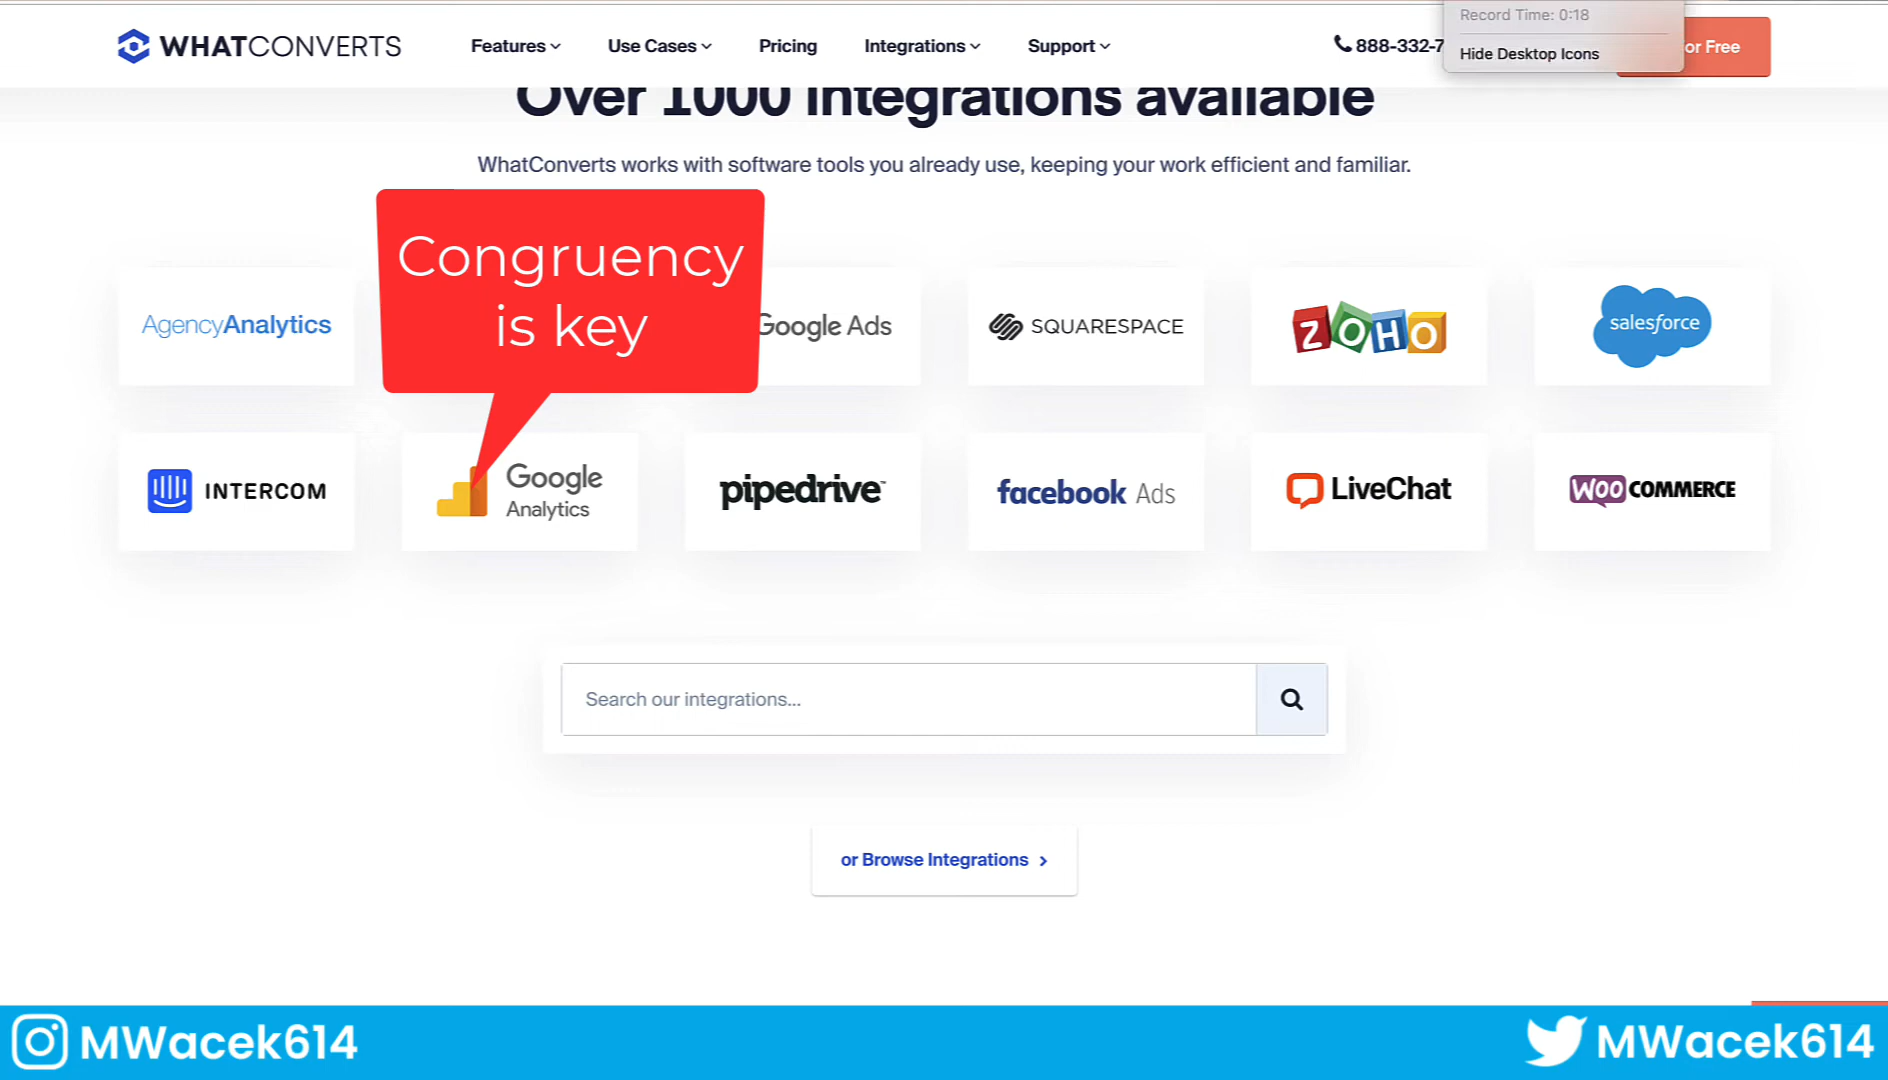 WHATCONVERTS
Features
Use Cases
Pricing
Integrations
Support
888-332-7
Record Time: 0:18
Hide Desktop Icons
or Free
Over 1000 integrations available
WhatConverts works with software tools you already use, keeping your work efficient and familiar.
Congruency
is key
AgencyAnalytics
Google Ads
SQUARESPACE
ZOHO
salesforce
INTERCOM
Google
Analytics
pipedrive
facebook Ads
LiveChat
WOO COMMERCE
Search our integrations...
or Browse Integrations
MWacek614
MWacek614